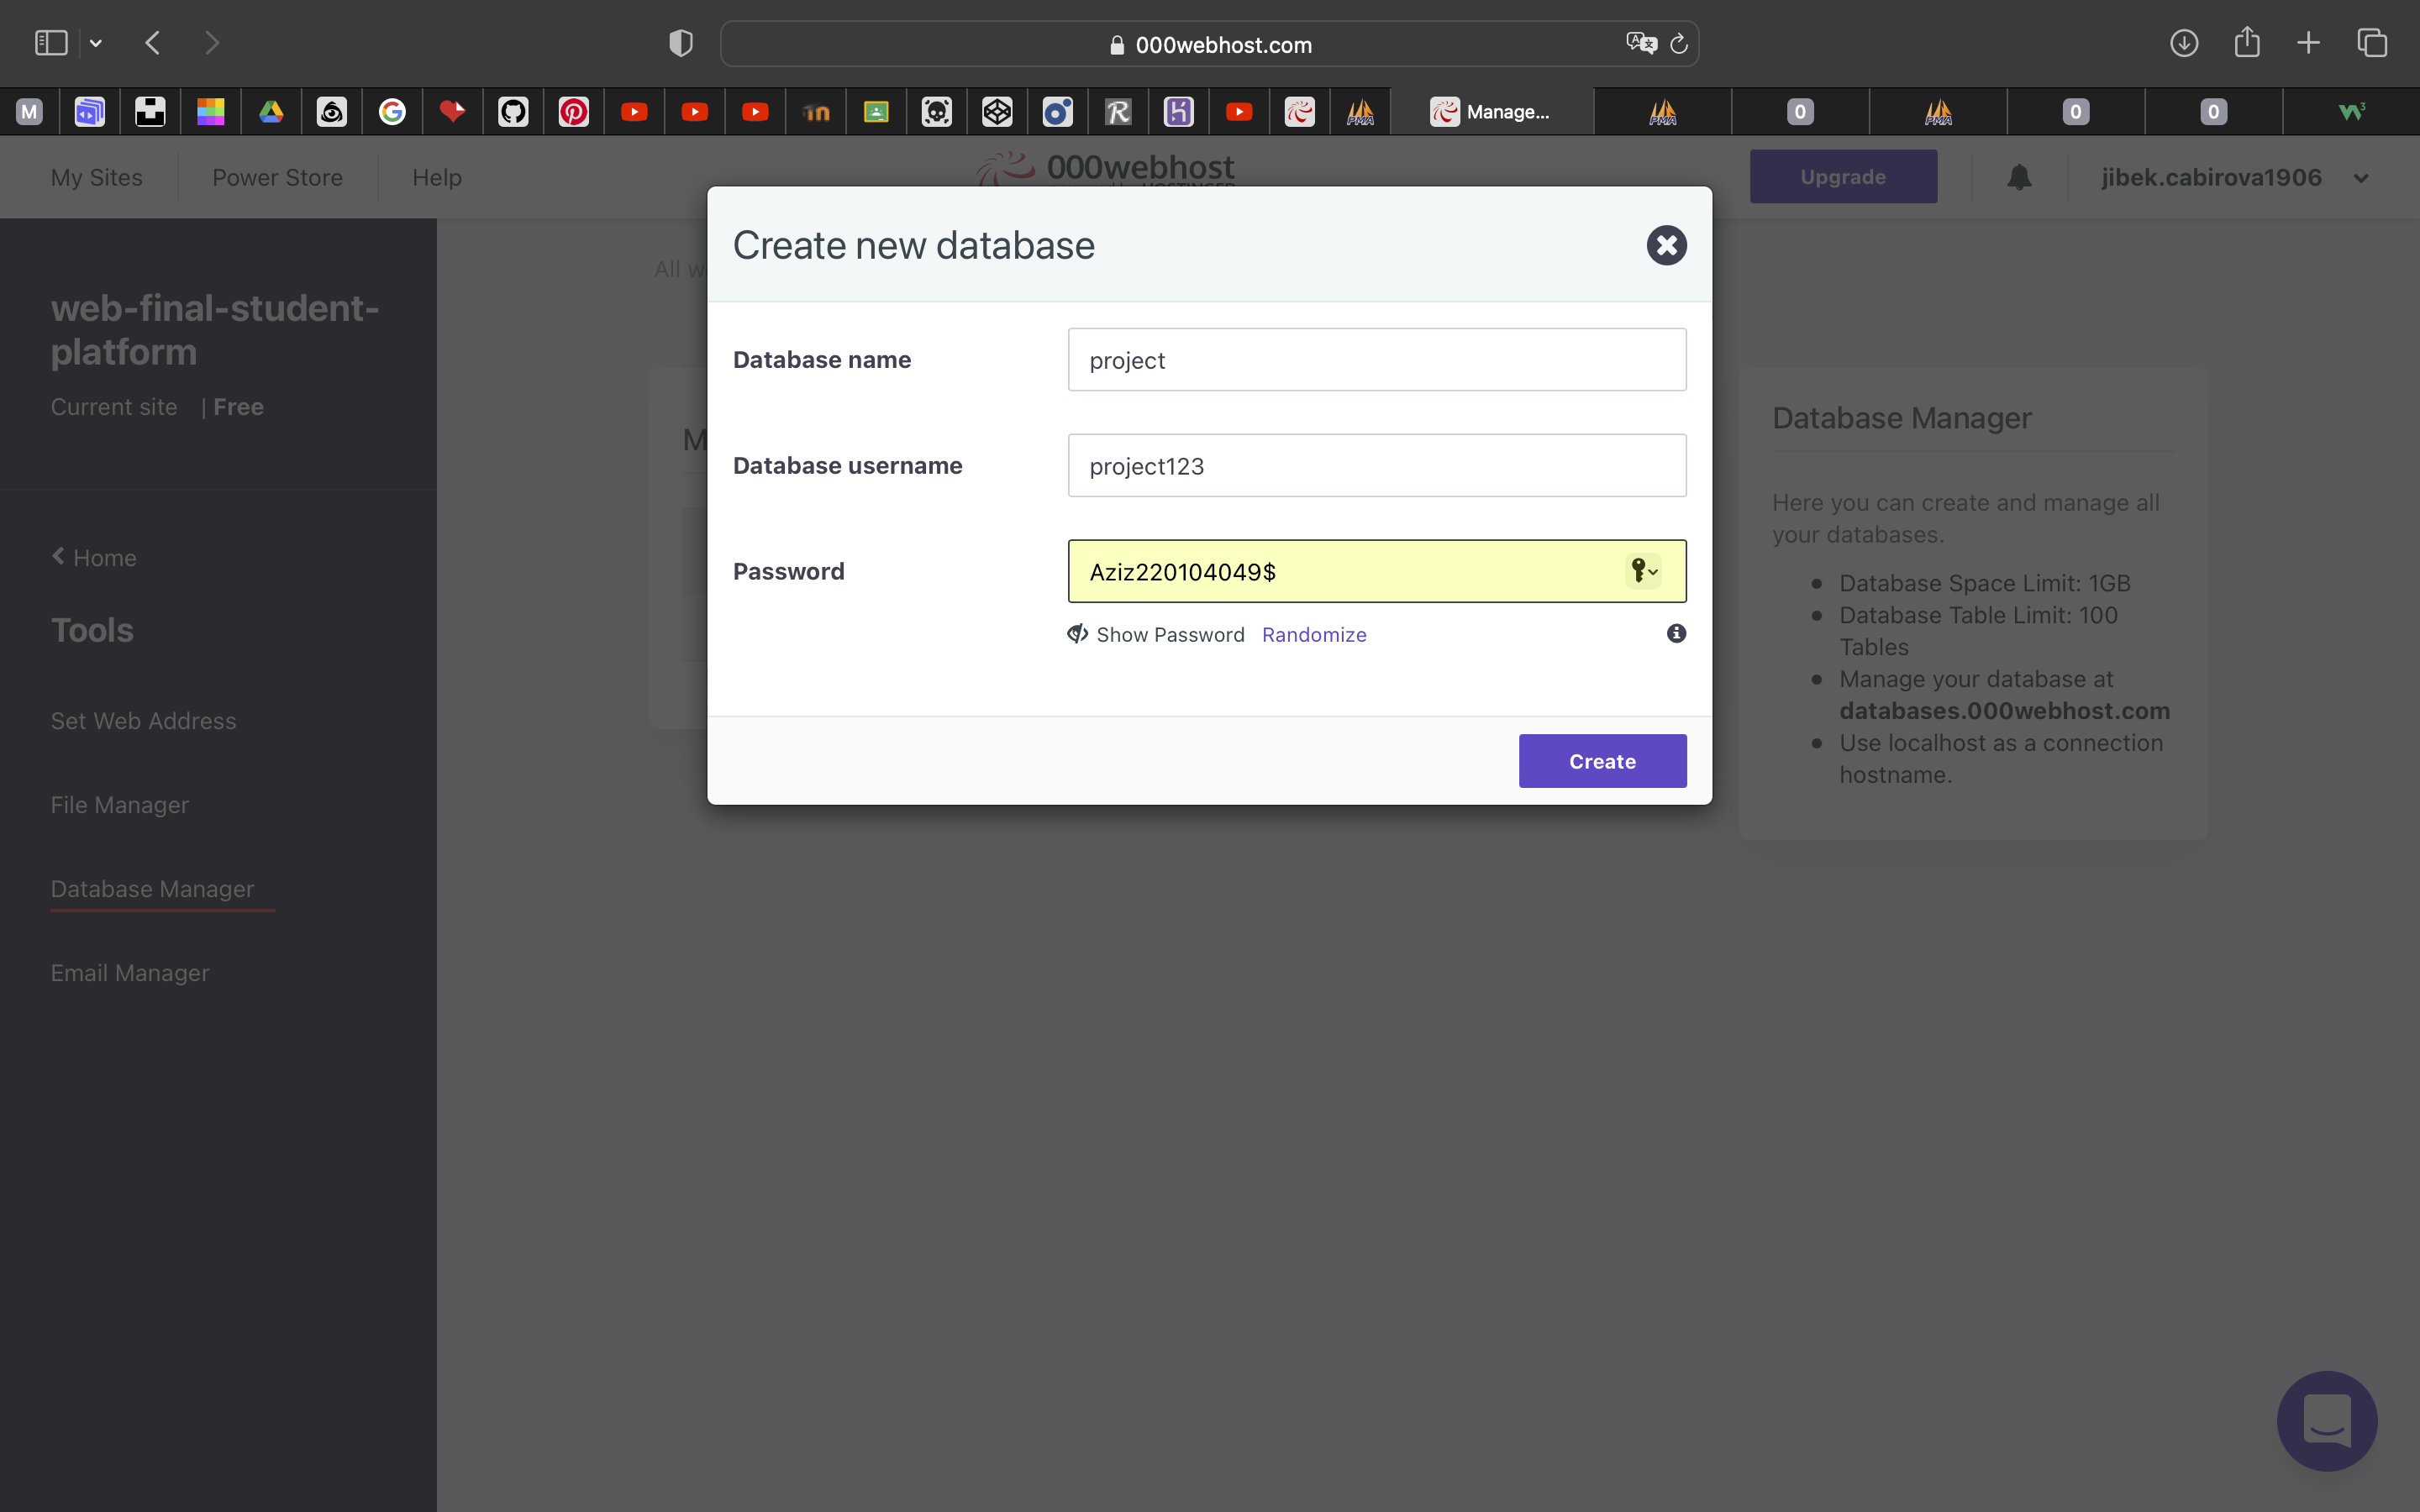 000webhost.com
M
Manage...
PMA
PMA
0
PMA
0
0
My Sites
Power Store
Help
000webhost
Upgrade
jibek.cabirova1906
web-final-student-
platform
Current site | Free
Home
Tools
Set Web Address
File Manager
Database Manager
Email Manager
All w
M
Create new database
Database name
project
Database username
project123
Password
Aziz220104049$
Show Password
Randomize
Create
Database Manager
Here you can create and manage all
your databases.
Database Space Limit: 1GB
Database Table Limit: 100
Tables
Manage your database at
databases.000webhost.com
Use localhost as a connection
hostname.